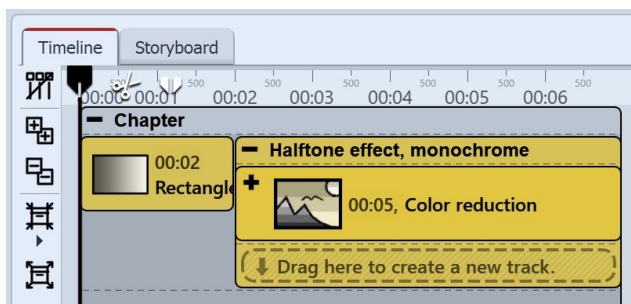 Timeline Storyboard
500 500 500 500 500 500 500
00:00 00:01 00:02 00:03 00:04 00:05 00:06
Chapter
Halftone effect, monochrome
00:02
Rectangle
00:05, Color reduction
Drag here to create a new track.